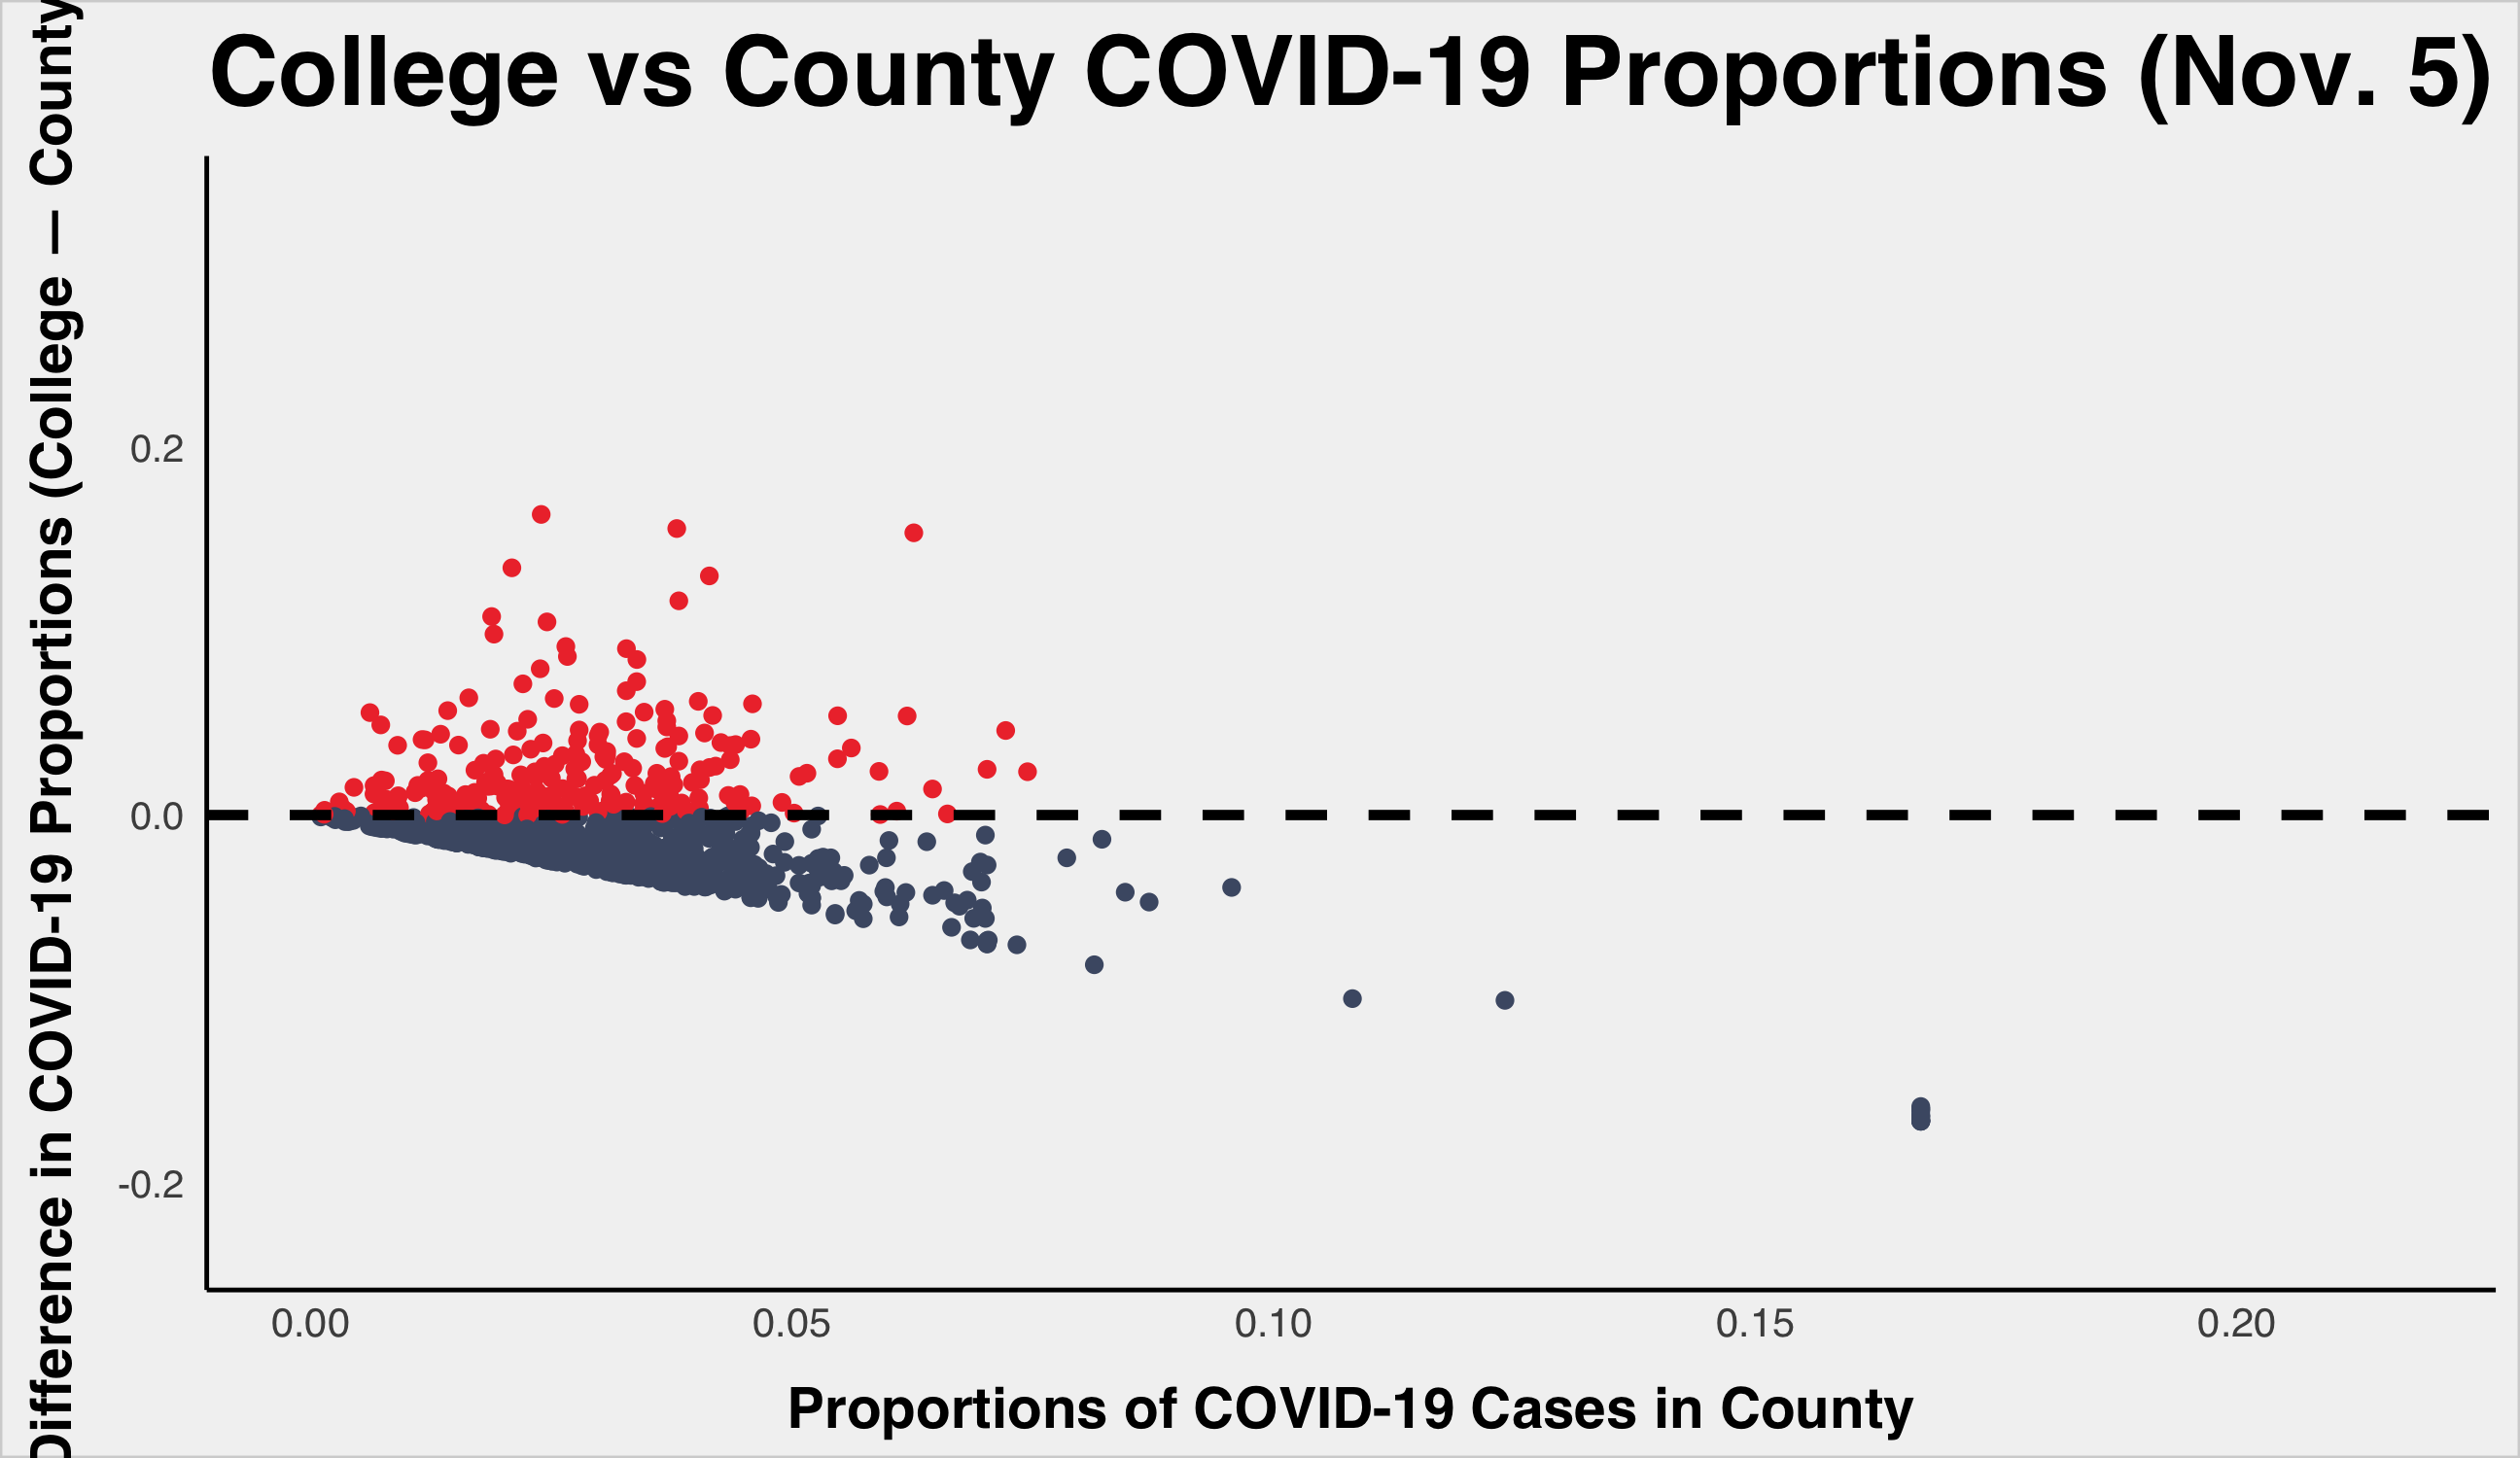 College vs County COVID-19 Proportions (Nov. 5)
Difference in COVID-19 Proportions (College — County
0.2
0.0
-0.2
0.00
0.05
0.10
0.15
0.20
Proportions of COVID-19 Cases in County